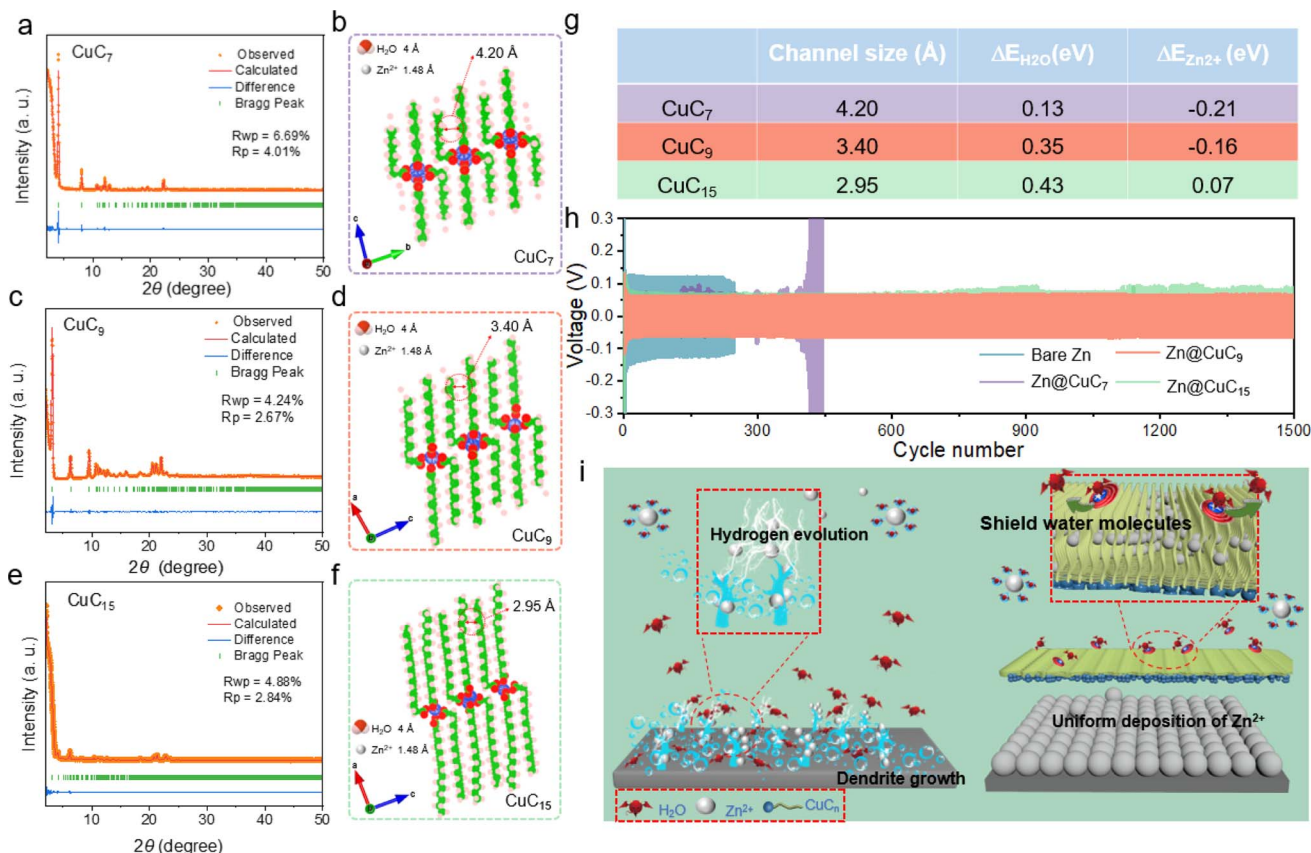 a
CuC₇
Observed
Calculated
Difference
Bragg Peak
Rwp = 6.69%
Rp = 4.01%
Intensity (a. u.)
10 20 30 40 50
2θ (degree)
b
H₂O 4 Å
Zn²⁺ 1.48 Å
4.20 Å
c
b
CuC₇
c
CuC₉
Observed
Calculated
Difference
Bragg Peak
Rwp = 4.24%
Rp = 2.67%
Intensity (a. u.)
10 20 30 40 50
2θ (degree)
d
H₂O 4 Å
Zn²⁺ 1.48 Å
3.40 Å
a
c
CuC₉
e
CuC₁₅
Observed
Calculated
Difference
Bragg Peak
Rwp = 4.88%
Rp = 2.84%
Intensity (a. u.)
10 20 30 40 50
2θ (degree)
f
2.95 Å
H₂O 4 Å
Zn²⁺ 1.48 Å
a
c
CuC₁₅
g
Channel size (Å) ΔE_H2O(eV) ΔE_Zn2+ (eV)
CuC₇ 4.20 0.13 -0.21
CuC₉ 3.40 0.35 -0.16
CuC₁₅ 2.95 0.43 0.07
h
Voltage (V)
0.3
0.2
0.1
0.0
-0.1
-0.2
-0.3
Bare Zn Zn@CuC₉
Zn@CuC₇ Zn@CuC₁₅
0 300 600 900 1200 1500
Cycle number
i
Hydrogen evolution
Dendrite growth
H₂O Zn²⁺ CuCₙ
Shield water molecules
Uniform deposition of Zn²⁺